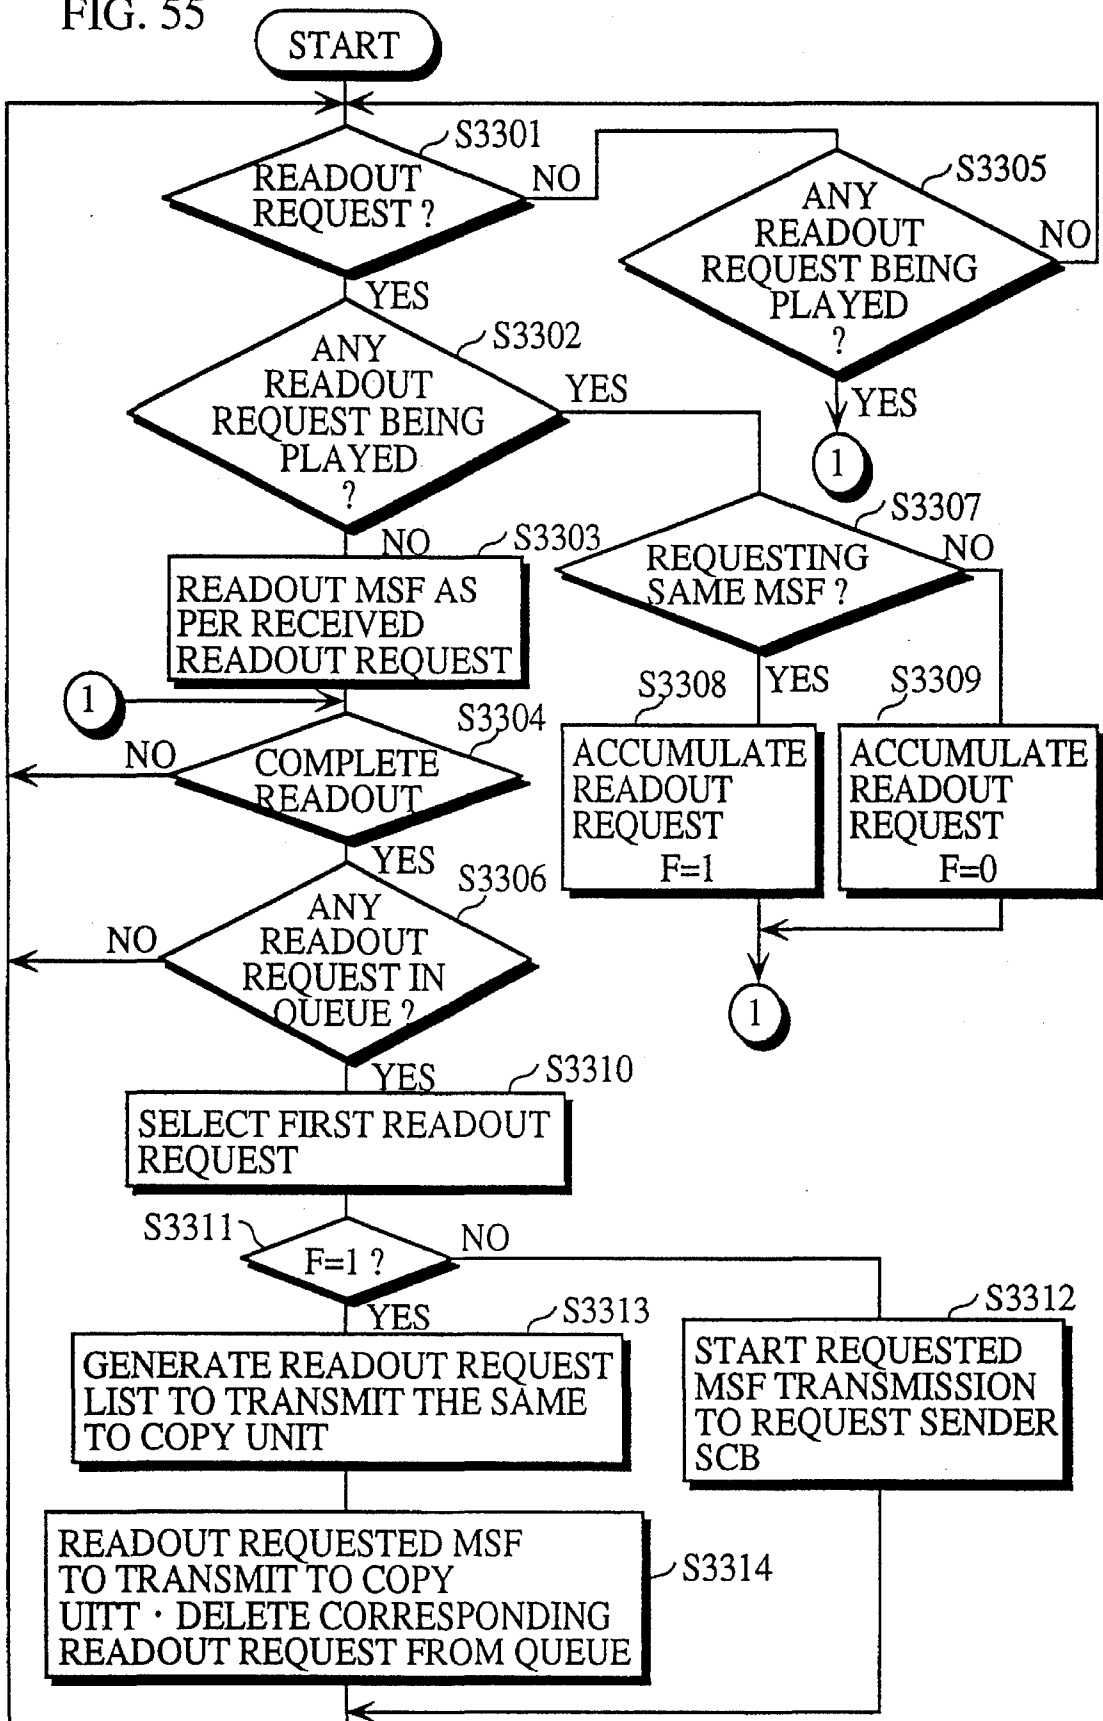 FIG. 55
START
S3301
READOUT
REQUEST ?
NO
YES
S3305
ANY
READOUT
REQUEST BEING
PLAYED
?
NO
YES
1
S3302
ANY
READOUT
REQUEST BEING
PLAYED
?
YES
NO
S3303
READOUT MSF AS
PER RECEIVED
READOUT REQUEST
1
S3307
REQUESTING
SAME MSF ?
NO
YES
S3308
ACCUMULATE
READOUT
REQUEST
F=1
S3309
ACCUMULATE
READOUT
REQUEST
F=0
1
S3304
COMPLETE
READOUT
NO
YES
S3306
ANY
READOUT
REQUEST IN
QUEUE ?
NO
YES
S3310
SELECT FIRST READOUT
REQUEST
S3311
F=1 ?
NO
YES
S3313
GENERATE READOUT REQUEST
LIST TO TRANSMIT THE SAME
TO COPY UNIT
S3312
START REQUESTED
MSF TRANSMISSION
TO REQUEST SENDER
SCB
READOUT REQUESTED MSF
TO TRANSMIT TO COPY
UITT · DELETE CORRESPONDING
READOUT REQUEST FROM QUEUE
S3314